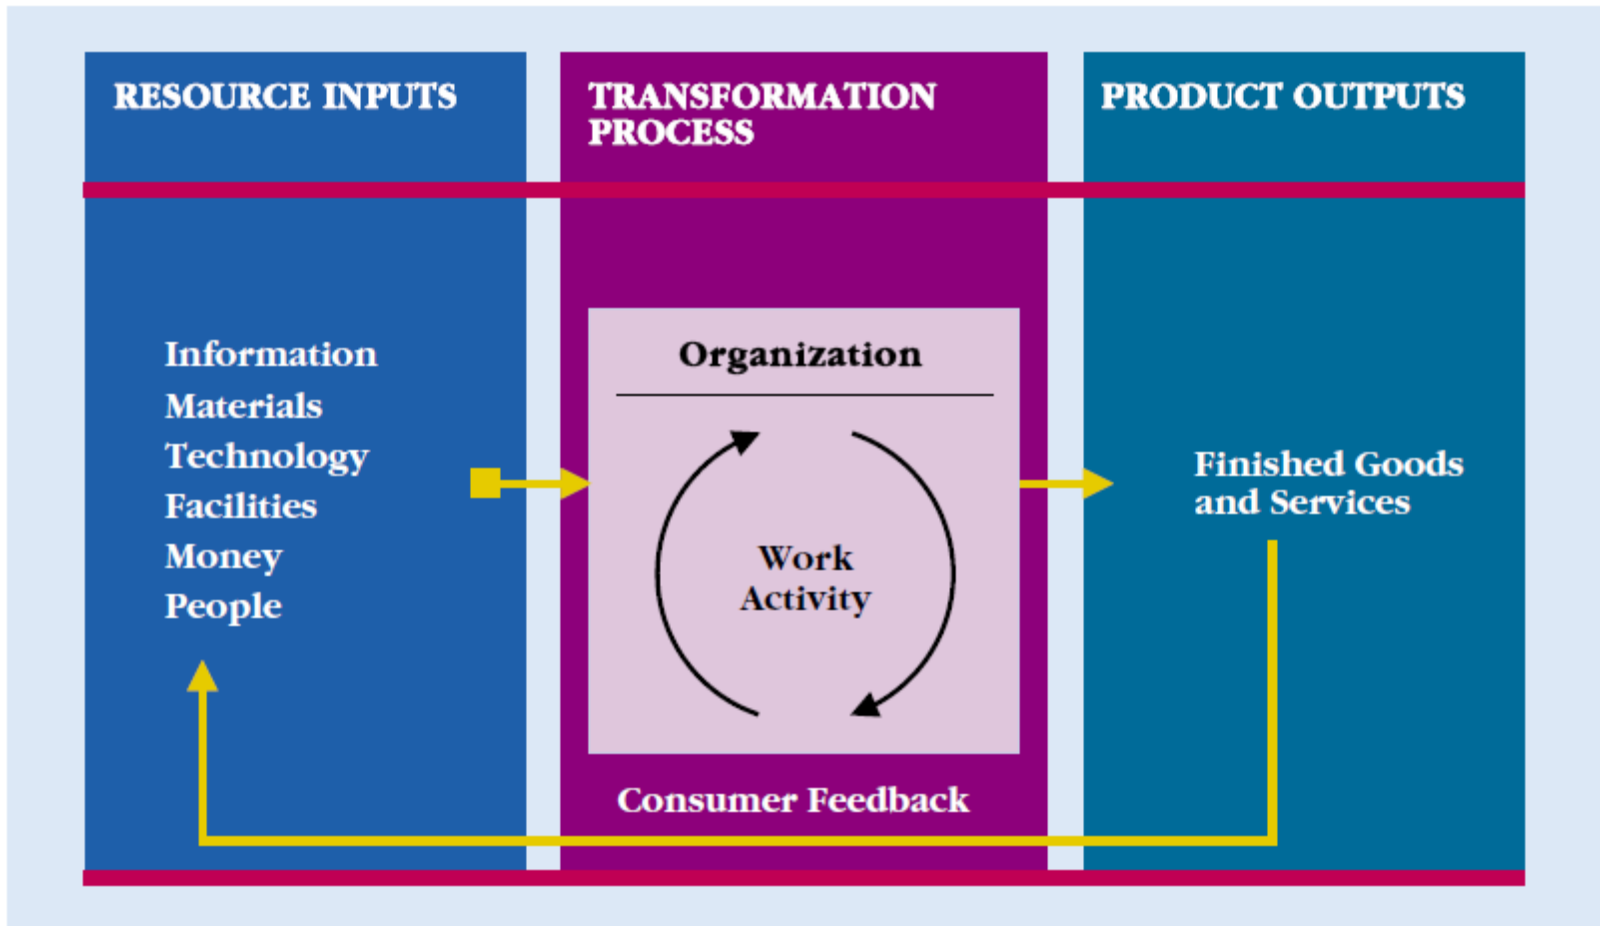 RESOURCE INPUTS
TRANSFORMATION
PROCESS
PRODUCT OUTPUTS
Information
Materials
Technology
Facilities
Money
People
Organization
Work
Activity
Consumer Feedback
Finished Goods
and Services